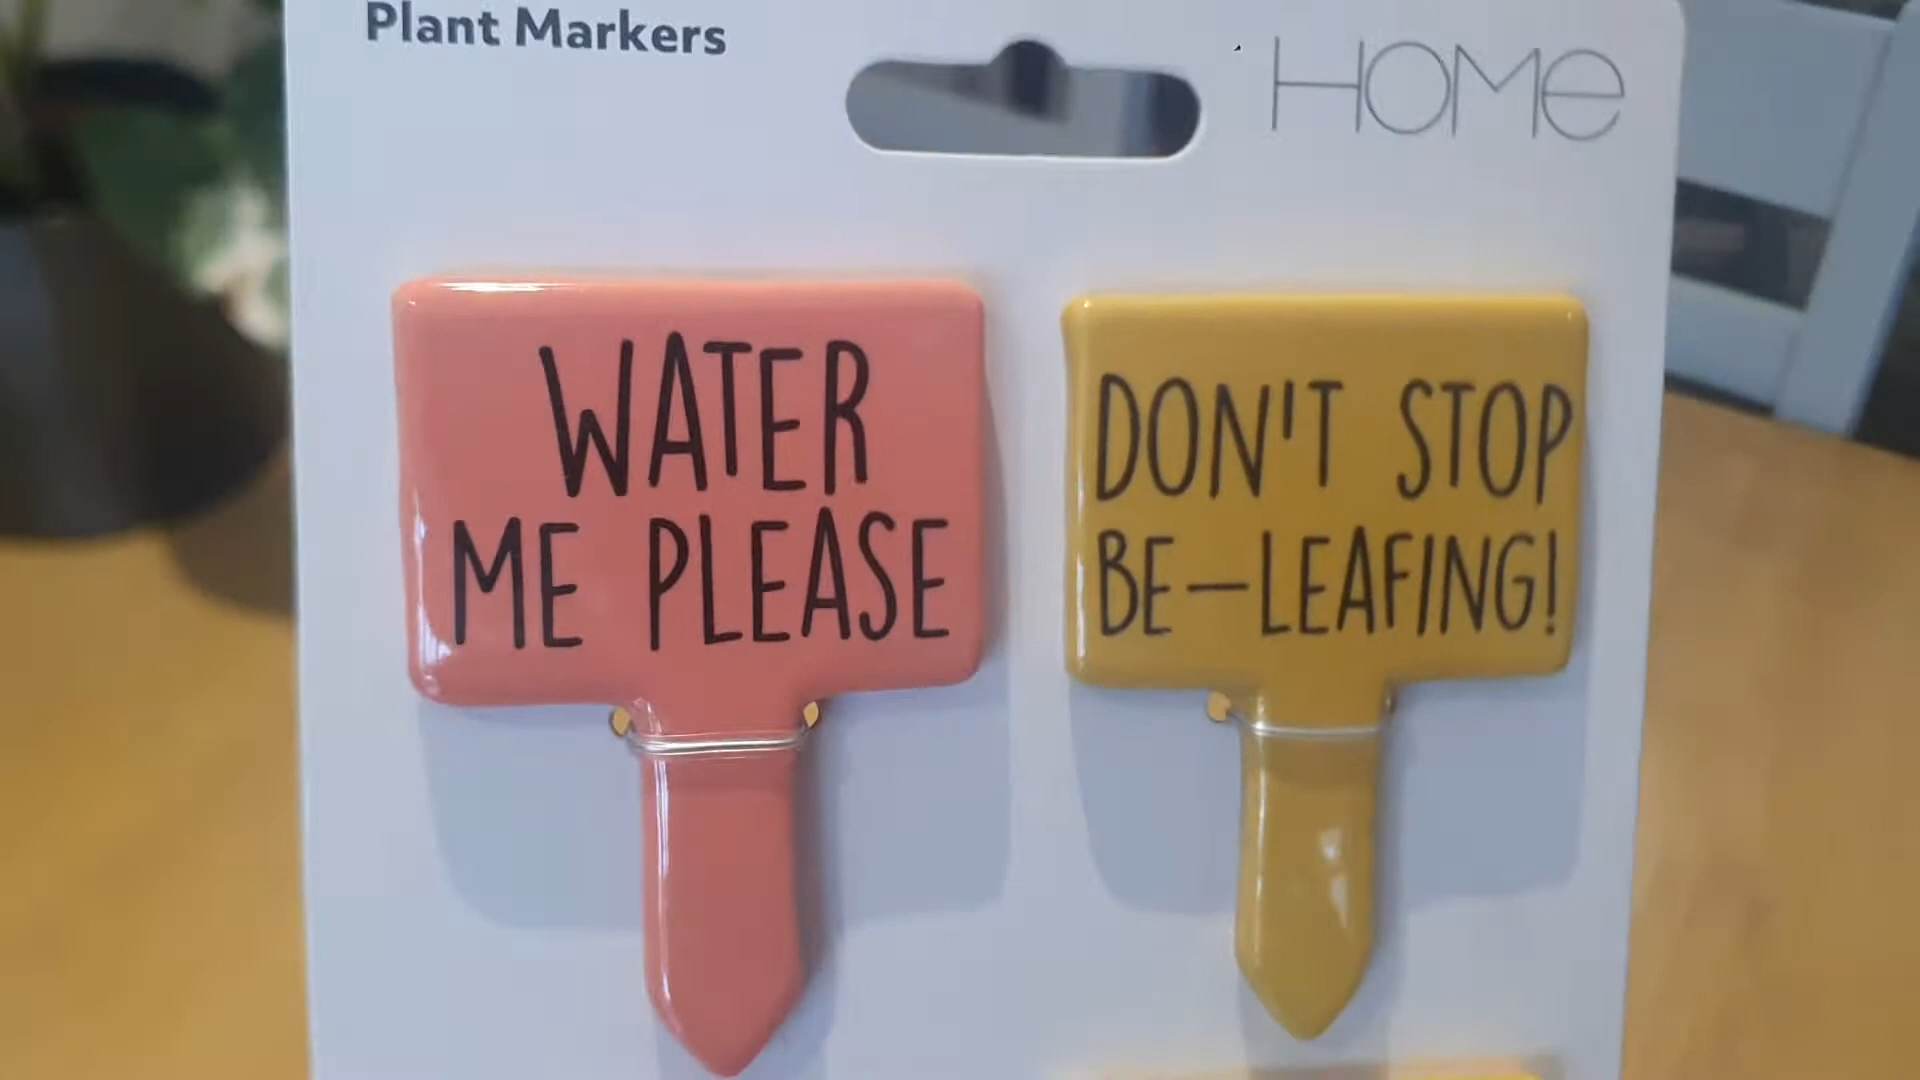 Plant Markers
HOMe
WATER
ME PLEASE
DON'T STOP
BE-LEAFING!